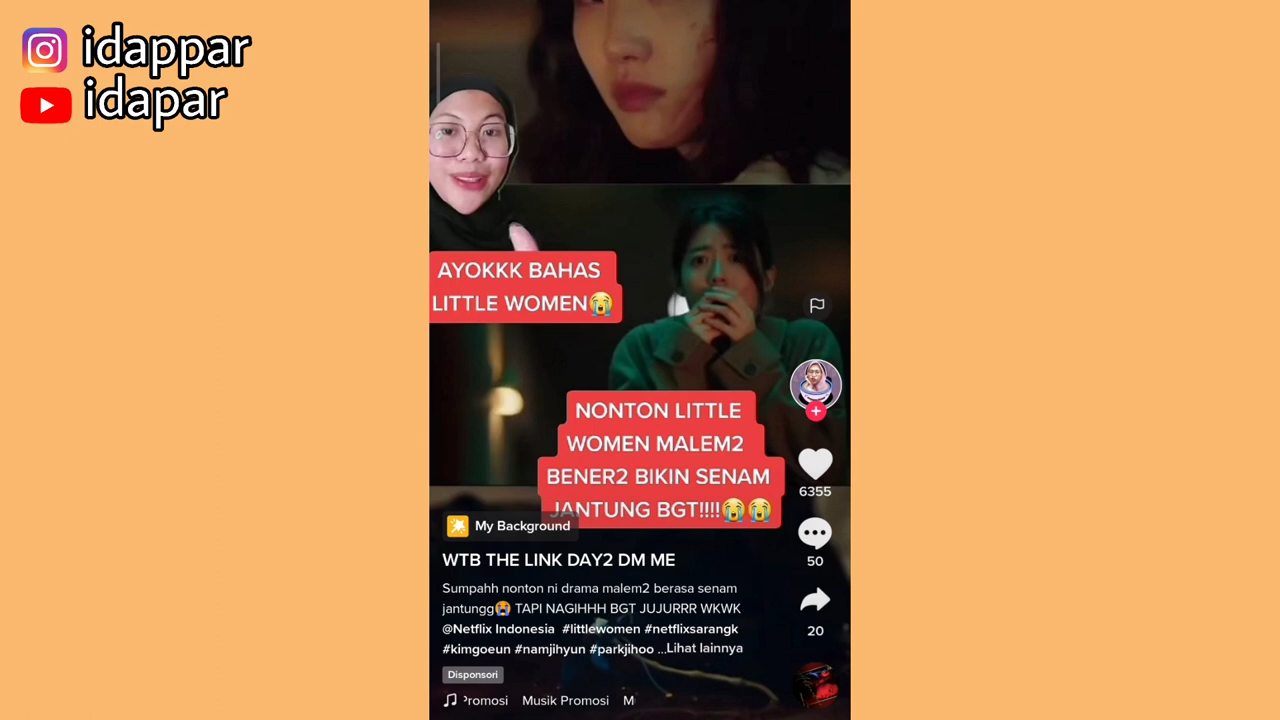 idappar
idapar
AYOKKK BAHAS
LITTLE WOMEN😭
NONTON LITTLE
WOMEN MALEM2
BENER2 BIKIN SENAM
JANTUNG BGT!!!!😭😭
My Background
WTB THE LINK DAY2 DM ME
Sumpahh nonton ni drama malem2 berasa senam
jantungg😭 TAPI NAGIHHH BGT JUJURRR WKWK
@Netflix Indonesia #littlewomen #netflixsarangk
#kimgoeun #namjihyun #parkjihoo ...Lihat lainnya
Disponsori
Promosi Musik Promosi M
6355
50
20